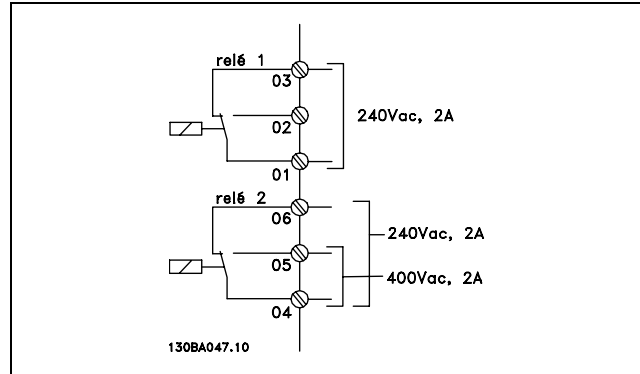 relé 1
03
02
240Vac, 2A
01
relé 2
06
240Vac, 2A
05
400Vac, 2A
04
130BA047.10